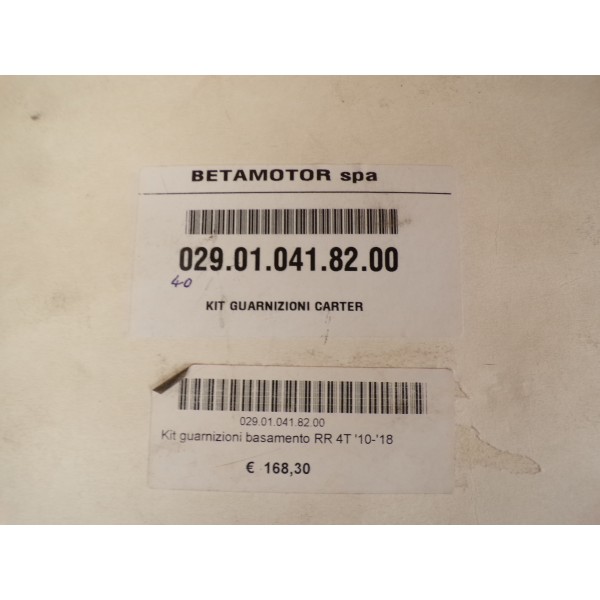 BETAMOTOR spa
029.01.041.82.00
40
KIT GUARNIZIONI CARTER
029.01.041.82.00
Kit guarnizioni basamento RR 4T '10-'18
€ 168,30